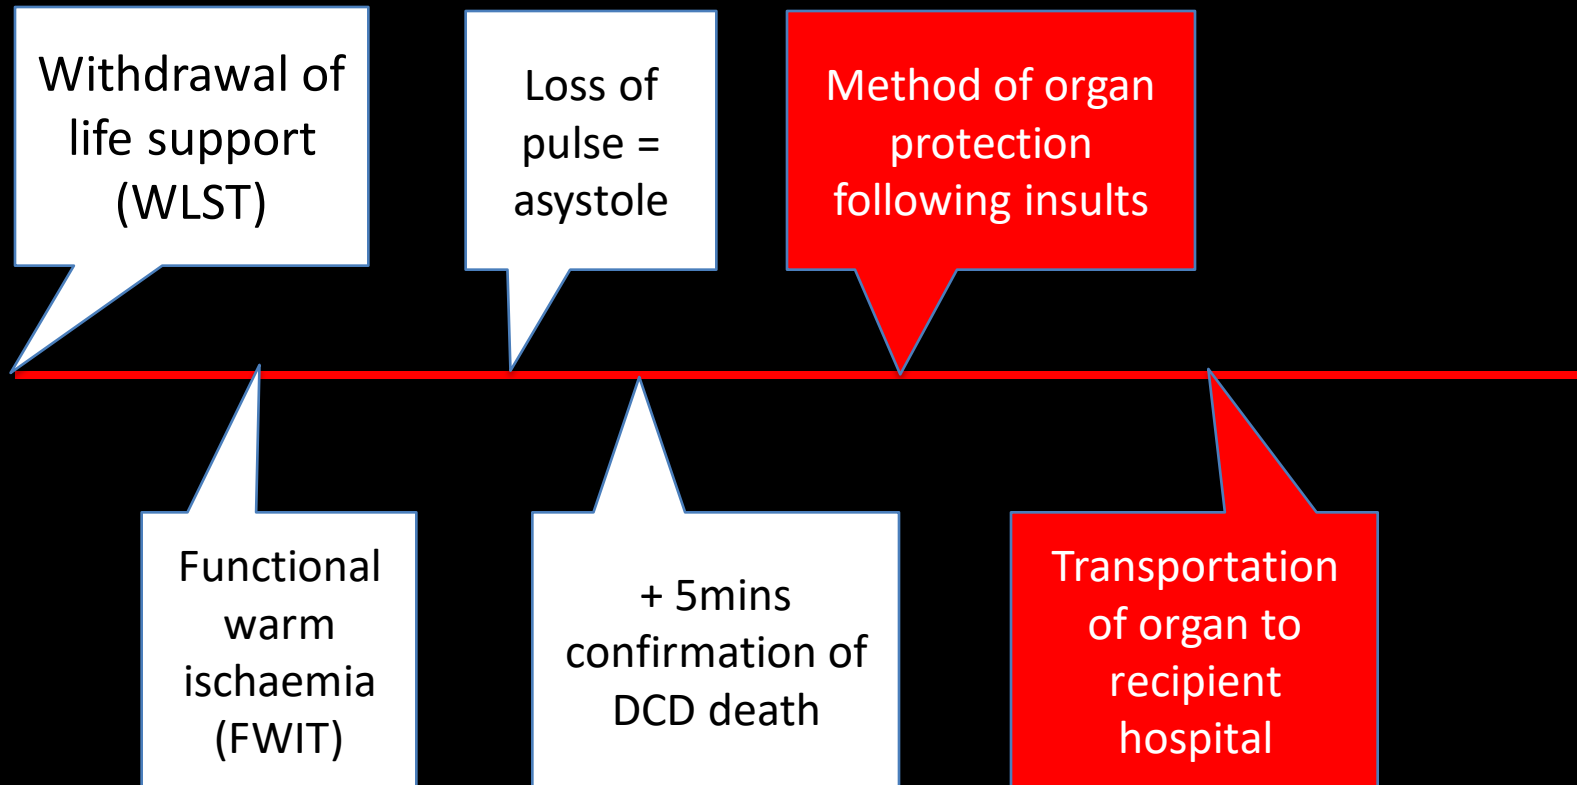 Withdrawal of
life support
(WLST)
Loss of
pulse =
asystole
Method of organ
protection
following insults
Functional
warm
ischaemia
(FWIT)
+ 5mins
confirmation of
DCD death
Transportation
of organ to
recipient
hospital